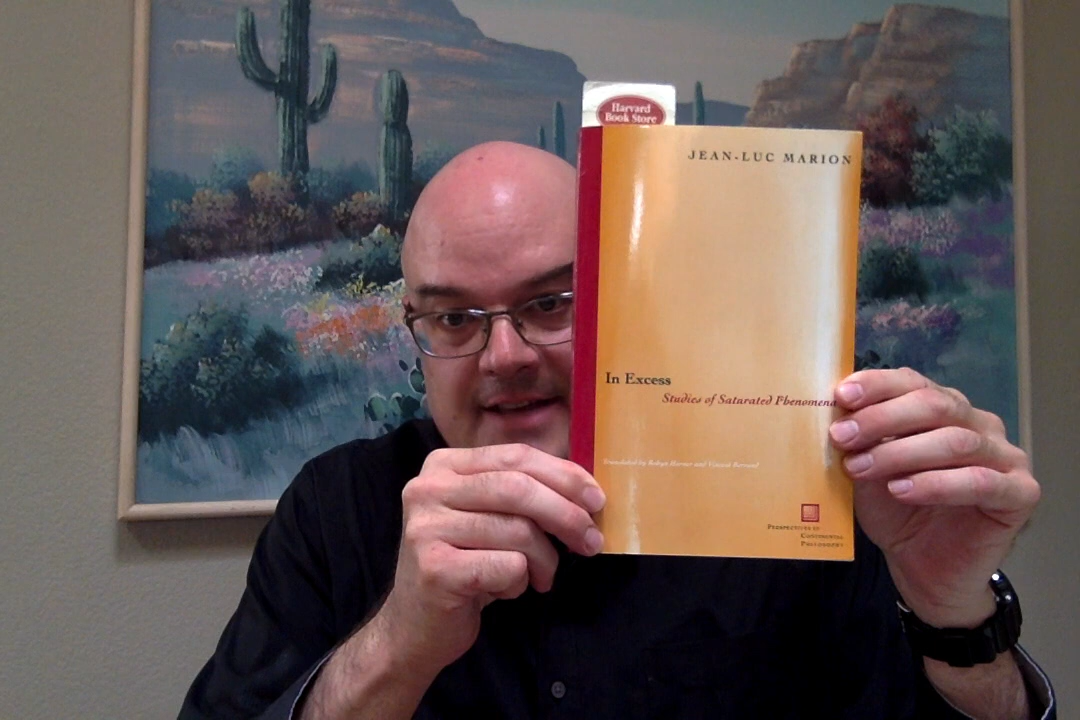 Harvard
Book Store
JEAN-LUC MARION
In Excess
Studies of Saturated Phenomena
Translated by Robyn Horner and Vincent Berraud
Perspectives in
Continental
Philosophy